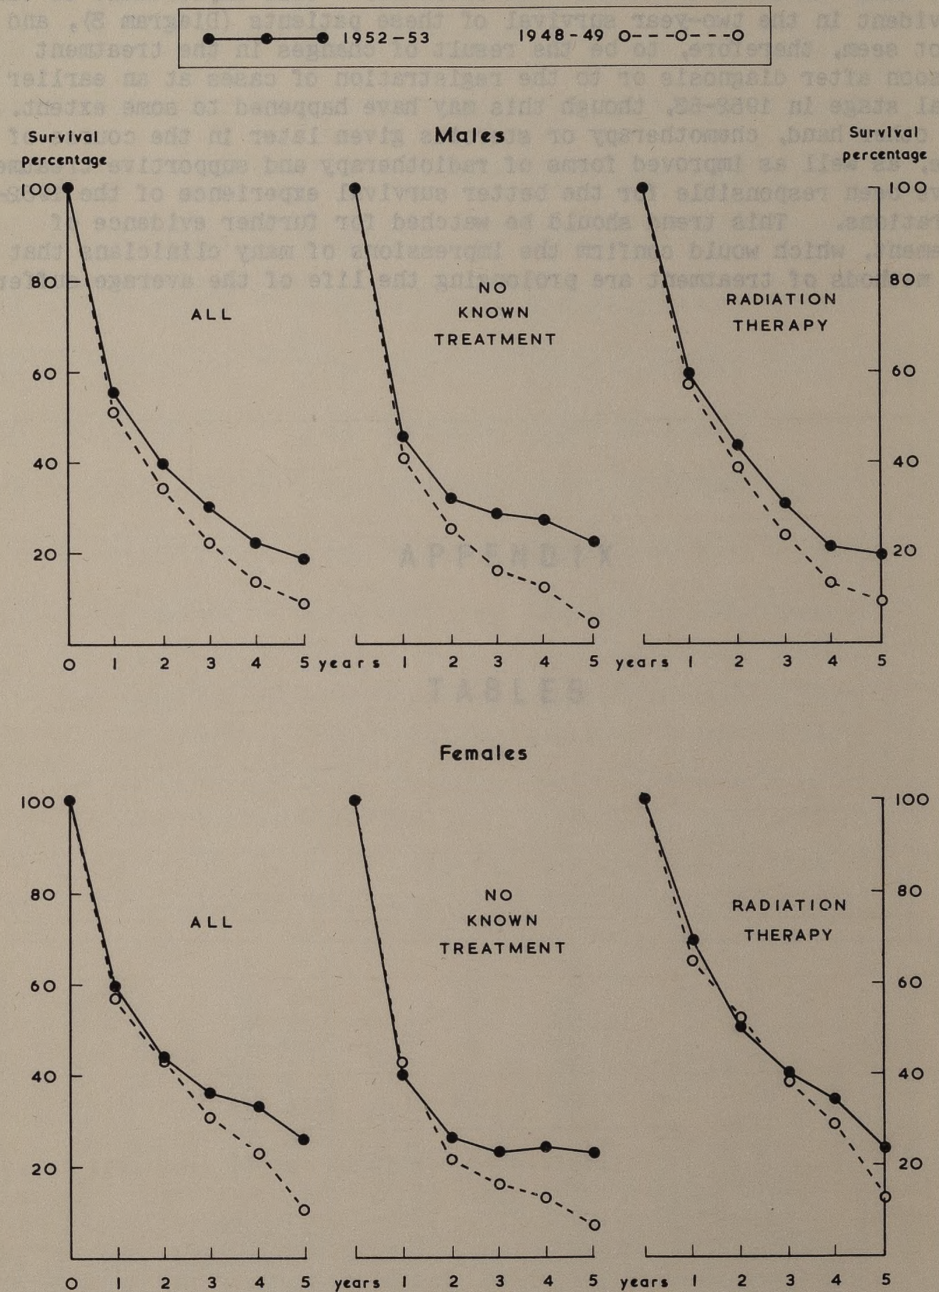 1952-53 1948-49
Survival percentage Males Survival percentage
100 100
80 80
60 60
40 40
20 20
ALL
NO
KNOWN
TREATMENT
RADIATION
THERAPY
0 1 2 3 4 5 years 1 2 3 4 5 years 1 2 3 4 5
APPENDIX
TABLES
Females
100 100
80 80
60 60
40 40
20 20
ALL
NO
KNOWN
TREATMENT
RADIATION
THERAPY
0 1 2 3 4 5 years 1 2 3 4 5 years 1 2 3 4 5